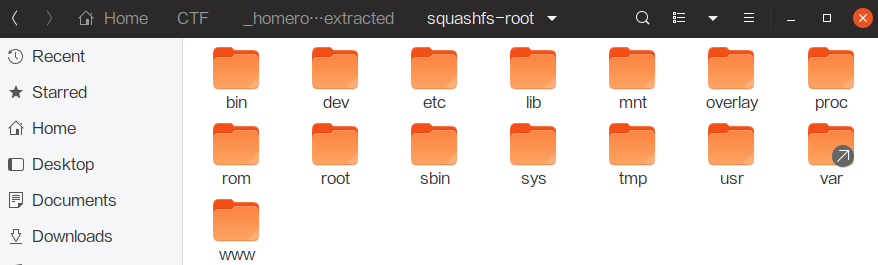 Home CTF _homero…extracted squashfs-root
Recent
Starred
Home
Desktop
Documents
Downloads
bin dev etc lib mnt overlay proc
rom root sbin sys tmp usr var
www